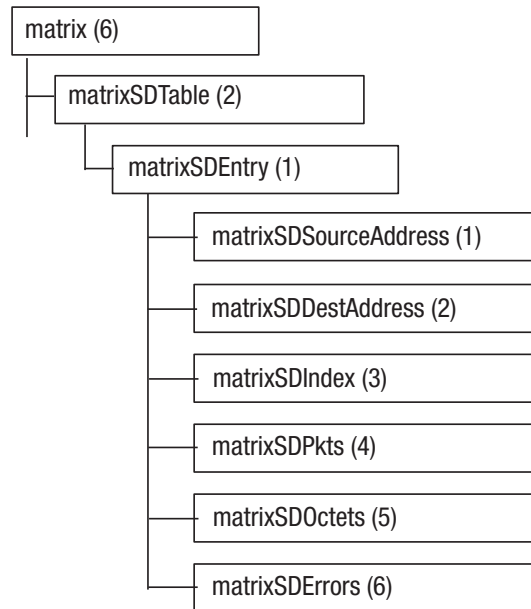 matrix (6)
matrixSDTable (2)
matrixSDEntry (1)
matrixSDSourceAddress (1)
matrixSDDestAddress (2)
matrixSDIndex (3)
matrixSDPkts (4)
matrixSDOctets (5)
matrixSDErrors (6)